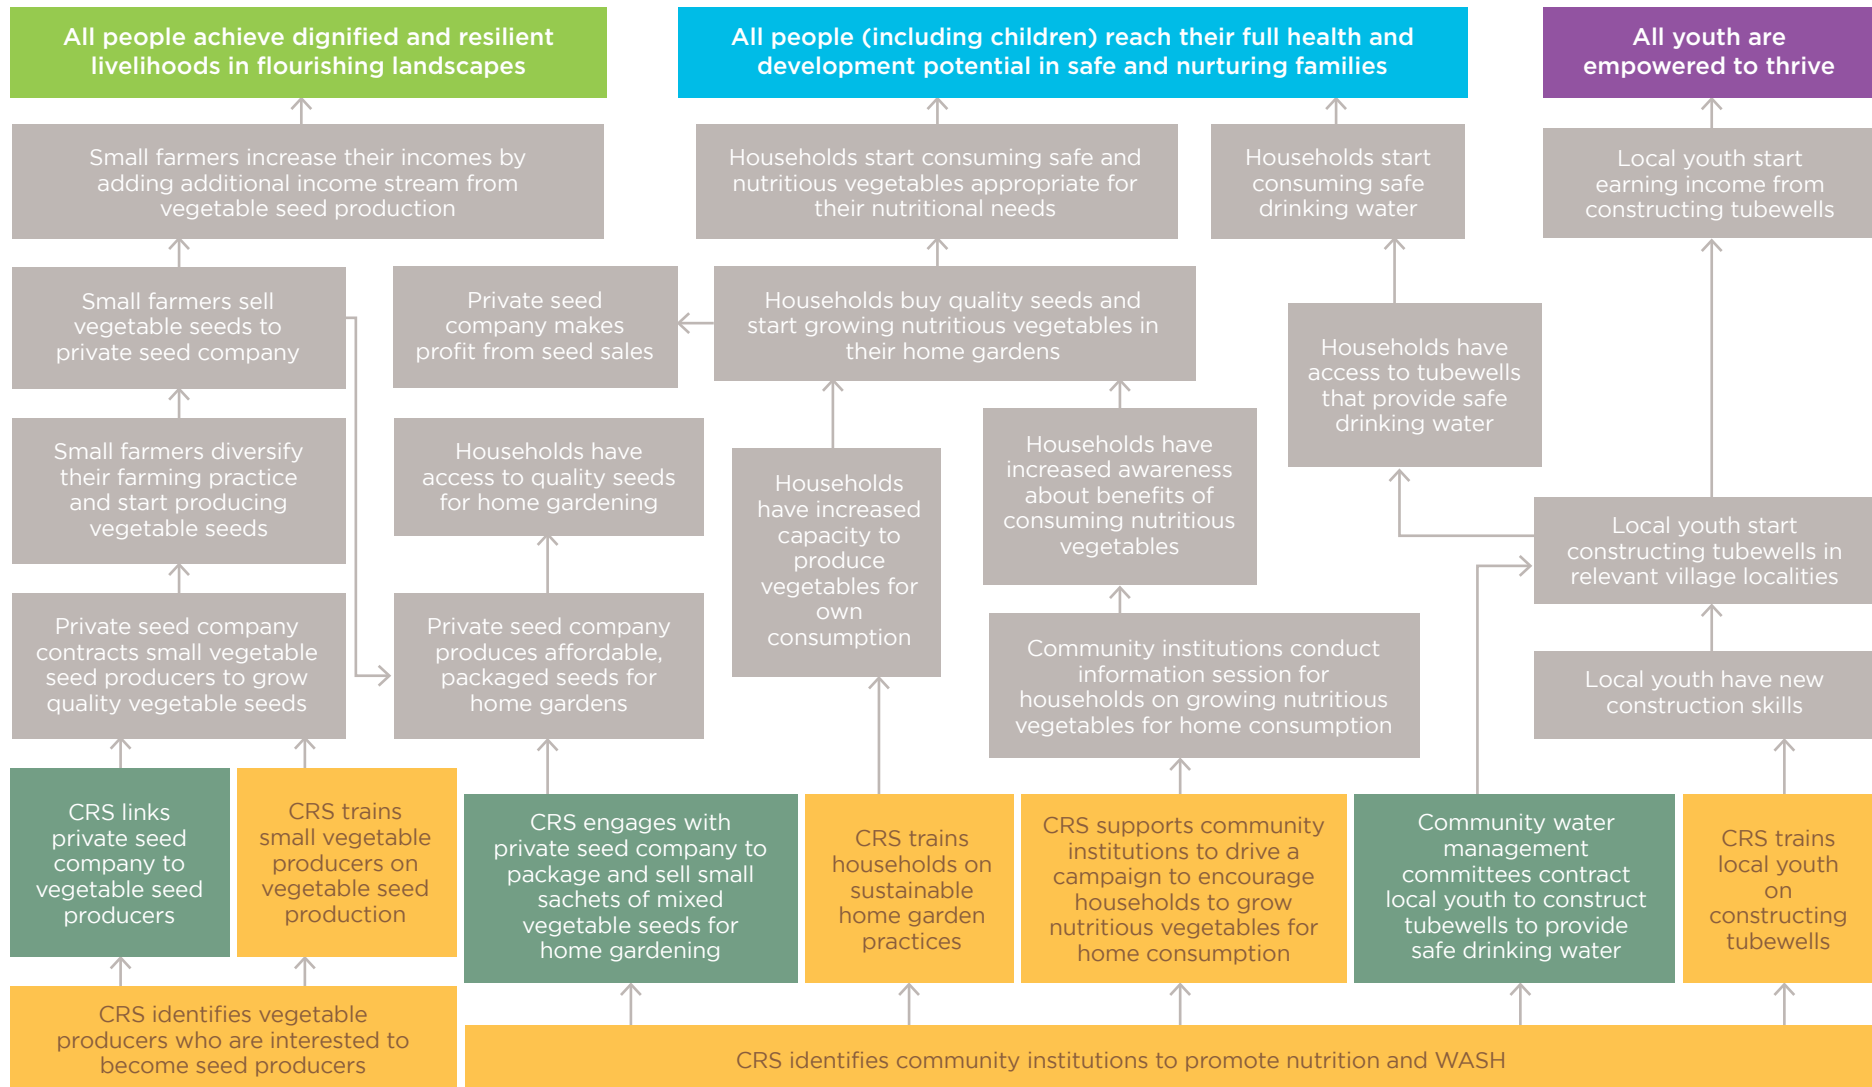 All people achieve dignified and resilient
livelihoods in flourishing landscapes
All people (including children) reach their full health and
development potential in safe and nurturing families
All youth are
empowered to thrive
Small farmers increase their incomes by
adding additional income stream from
vegetable seed production
Households start consuming safe and
nutritious vegetables appropriate for
their nutritional needs
Households start
consuming safe
drinking water
Local youth start
earning income from
constructing tubewells
Small farmers sell
vegetable seeds to
private seed company
Private seed
company makes
profit from seed sales
Households buy quality seeds and
start growing nutritious vegetables in
their home gardens
Households have
access to tubewells
that provide safe
drinking water
Small farmers diversify
their farming practice
and start producing
vegetable seeds
Households have
access to quality seeds
for home gardening
Households
have increased
capacity to
produce
vegetables for
own
consumption
Households have
increased awareness
about benefits of
consuming nutritious
vegetables
Local youth start
constructing tubewells in
relevant village localities
Private seed company
contracts small vegetable
seed producers to grow
quality vegetable seeds
Private seed company
produces affordable,
packaged seeds for
home gardens
Community institutions conduct
information session for
households on growing nutritious
vegetables for home consumption
Local youth have new
construction skills
CRS links
private seed
company to
vegetable seed
producers
CRS trains
small vegetable
producers on
vegetable seed
production
CRS engages with
private seed company to
package and sell small
sachets of mixed
vegetable seeds for
home gardening
CRS trains
households on
sustainable
home garden
practices
CRS supports community
institutions to drive a
campaign to encourage
households to grow
nutritious vegetables for
home consumption
Community water
management
committees contract
local youth to construct
tubewells to provide
safe drinking water
CRS trains
local youth
on
constructing
tubewells
CRS identifies vegetable
producers who are interested to
become seed producers
CRS identifies community institutions to promote nutrition and WASH